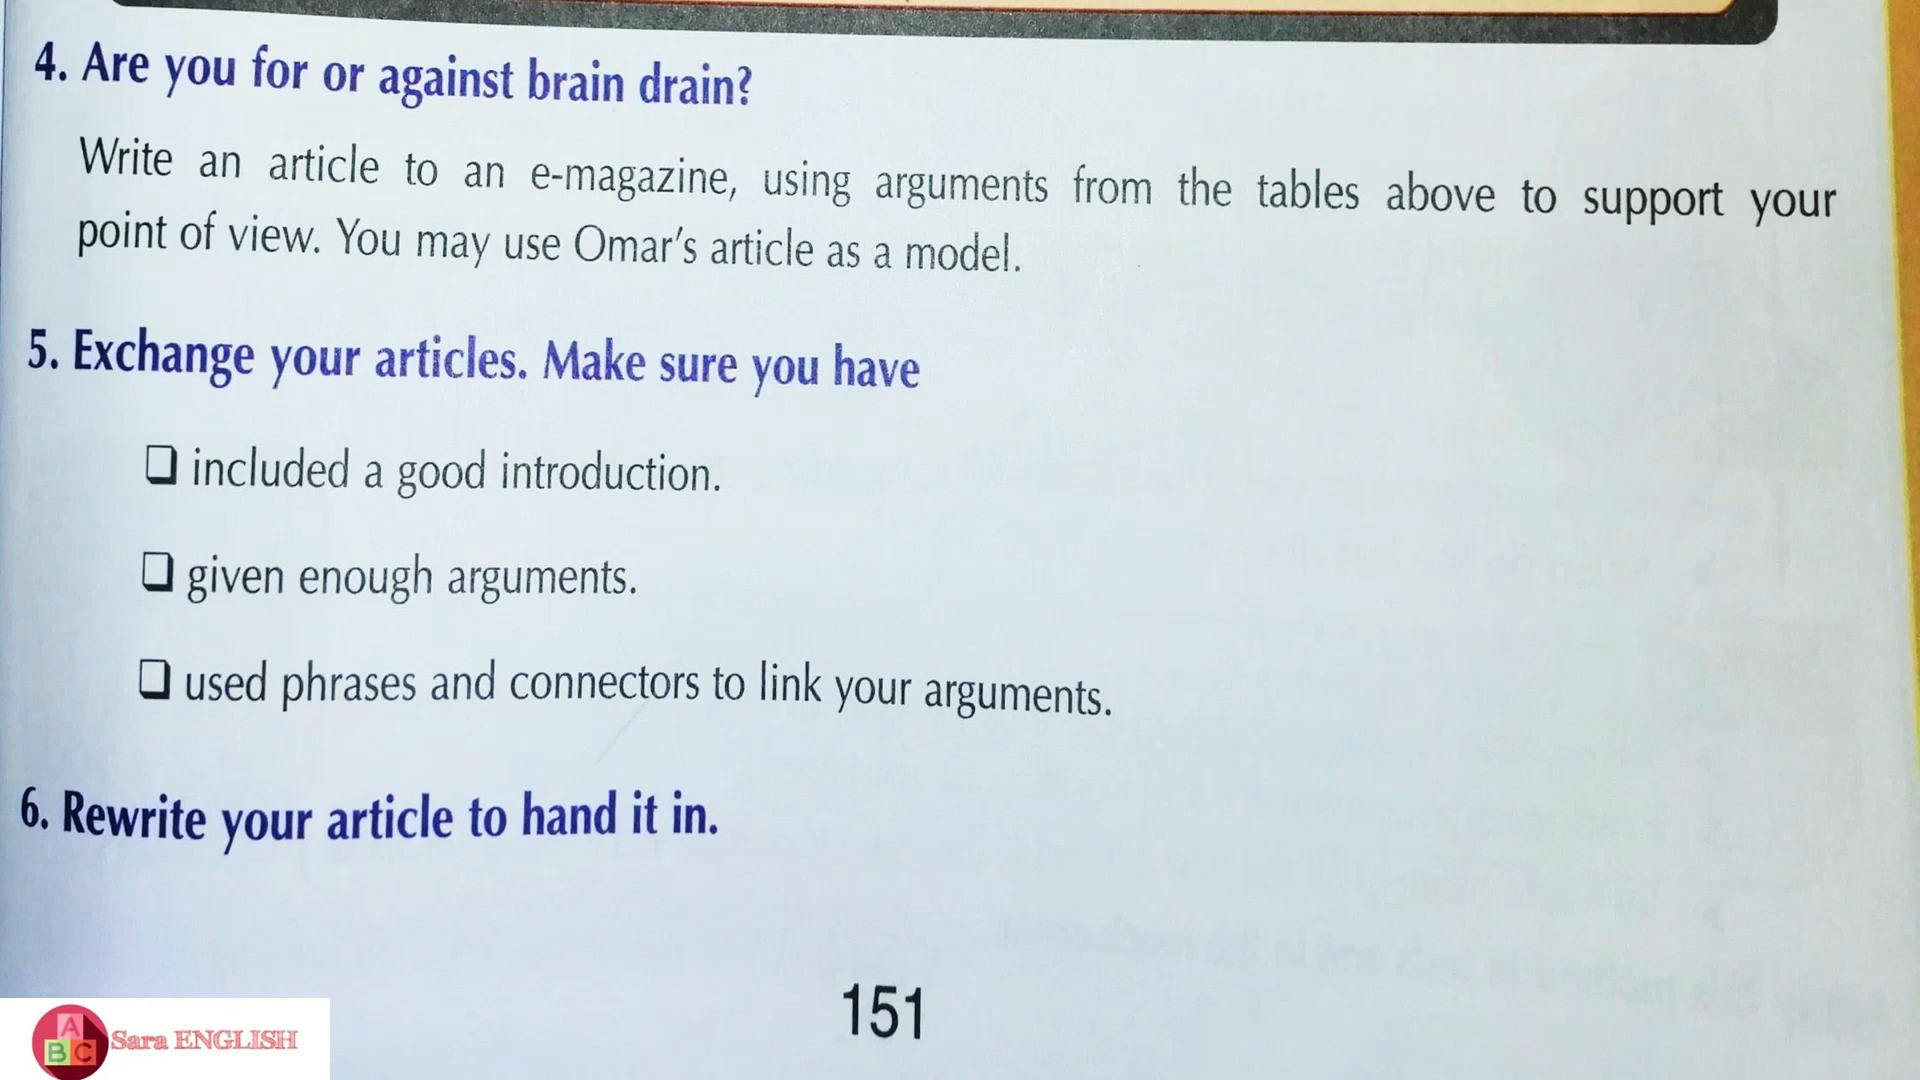 4. Are you for or against brain drain?
Write an article to an e-magazine, using arguments from the tables above to support your
point of view. You may use Omar's article as a model.
5. Exchange your articles. Make sure you have
❑ included a good introduction.
❑ given enough arguments.
❑ used phrases and connectors to link your arguments.
6. Rewrite your article to hand it in.
151
A
B C
Sara ENGLISH